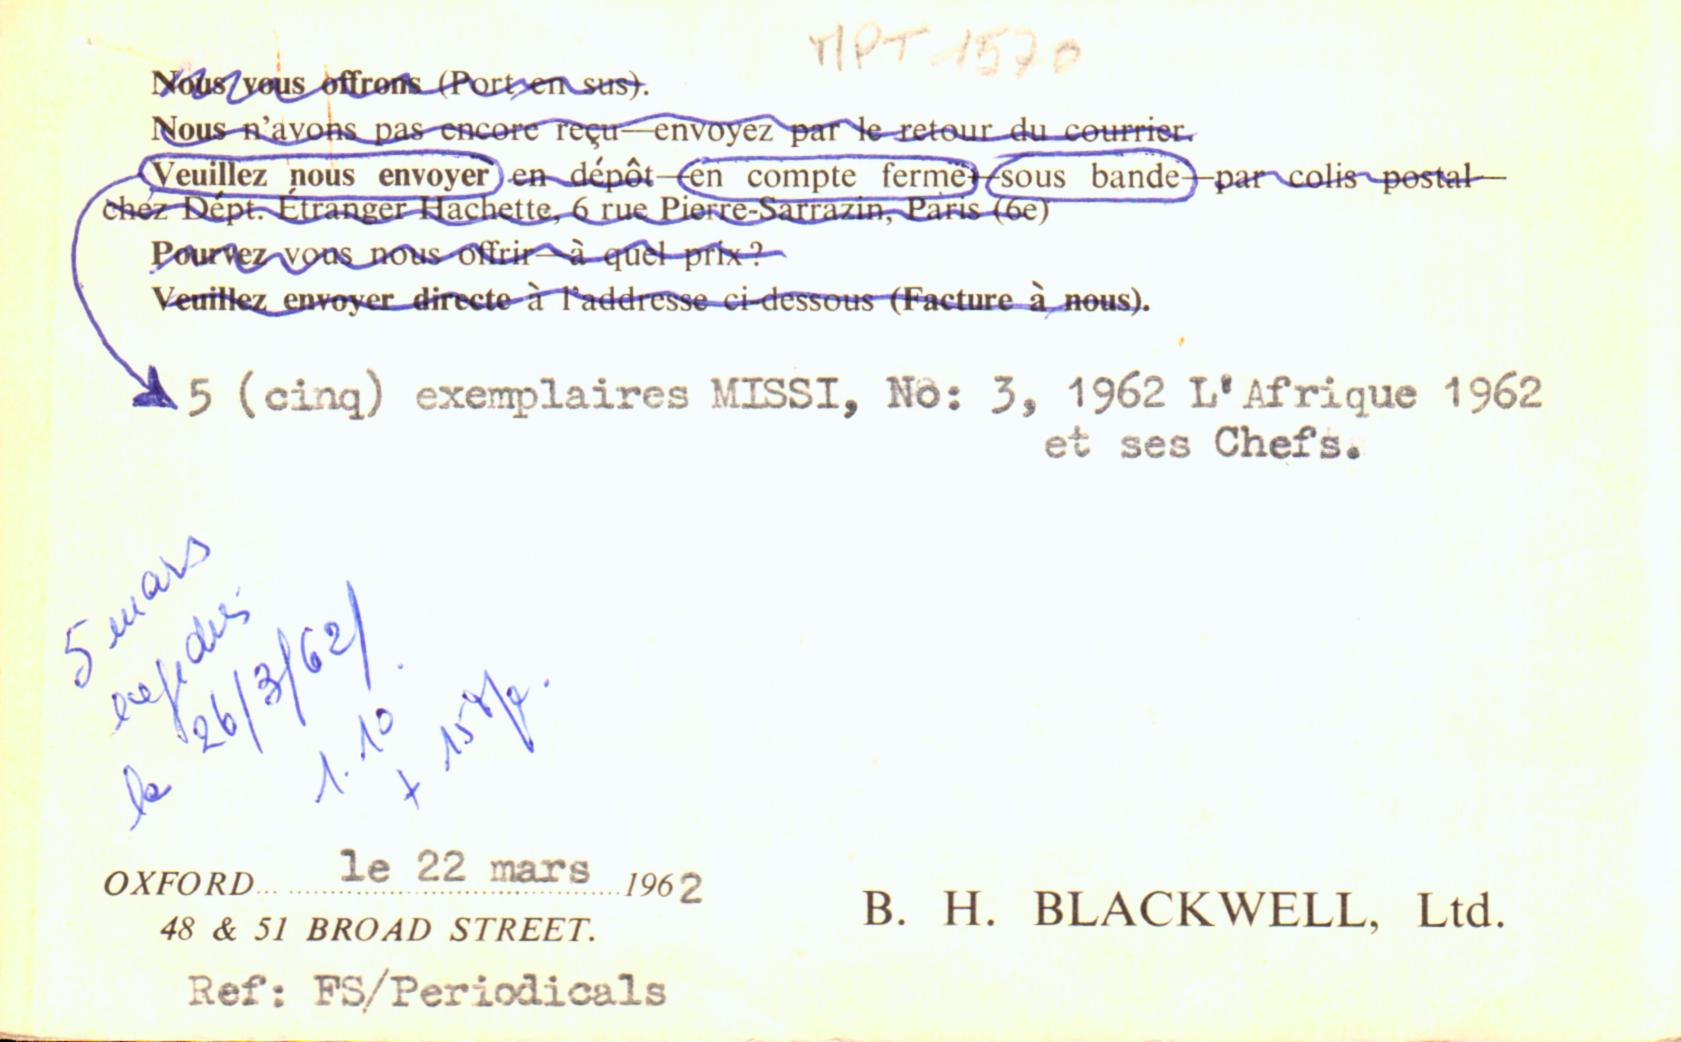 MPT 1570
Nous vous offrons (Port en sus).
Nous n'avons pas encore reçu—envoyez par le retour du courrier.
Veuillez nous envoyer en dépôt—en compte ferme—sous bande—par colis postal—
chez Dépt. Étranger Hachette, 6 rue Pierre-Sarrazin, Paris (6e)
Pourvez vous nous offrir—à quel prix?
Veuillez envoyer directe à l'addresse ci-dessous (Facture à nous).
5 (cinq) exemplaires MISSI, No: 3, 1962 L'Afrique 1962
et ses Chefs.
5 mars
expédiés
le 26/3/62/
1.10
+ 15
OXFORD le 22 mars 1962
48 & 51 BROAD STREET.
B. H. BLACKWELL, Ltd.
Ref: FS/Periodicals